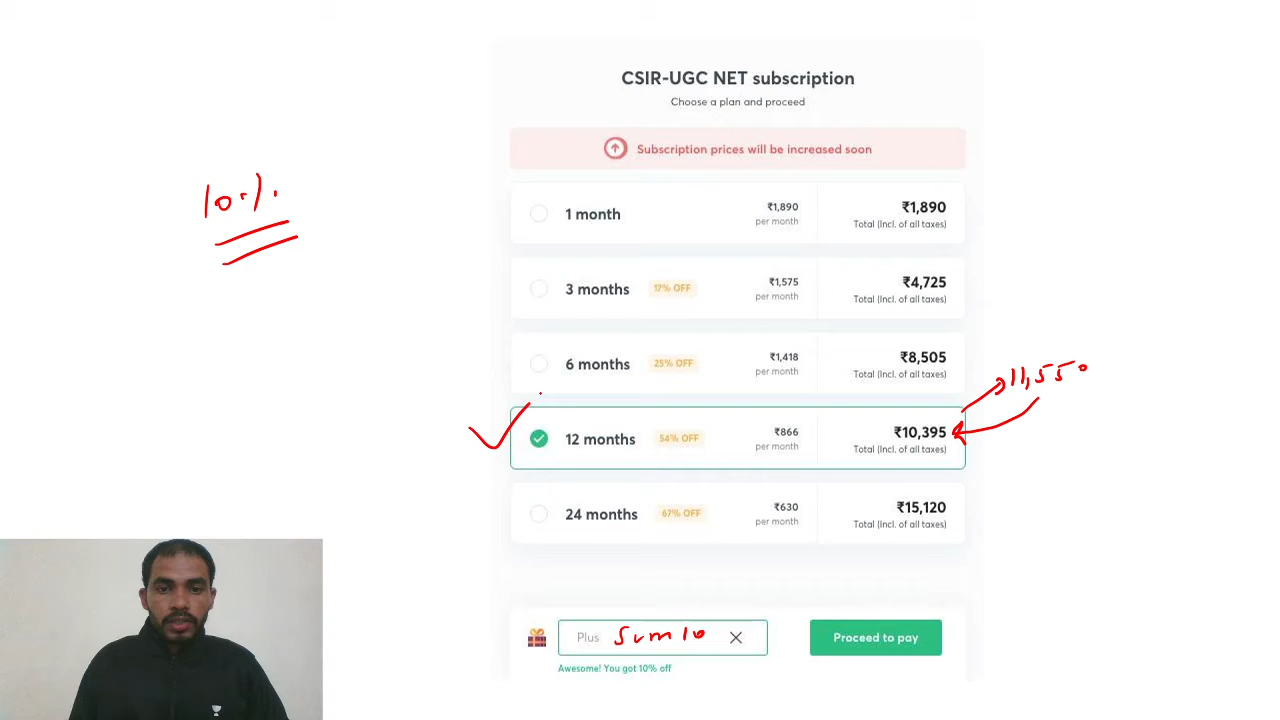 CSIR-UGC NET subscription
Choose a plan and proceed
Subscription prices will be increased soon
10%
1 month ₹1,890 per month ₹1,890 Total (Incl. of all taxes)
3 months 17% OFF ₹1,575 per month ₹4,725 Total (Incl. of all taxes)
6 months 25% OFF ₹1,418 per month ₹8,505 Total (Incl. of all taxes)
11,550
12 months 54% OFF ₹866 per month ₹10,395 Total (Incl. of all taxes)
24 months 67% OFF ₹630 per month ₹15,120 Total (Incl. of all taxes)
Plus Proceed to pay
Awesome! You got 10% off